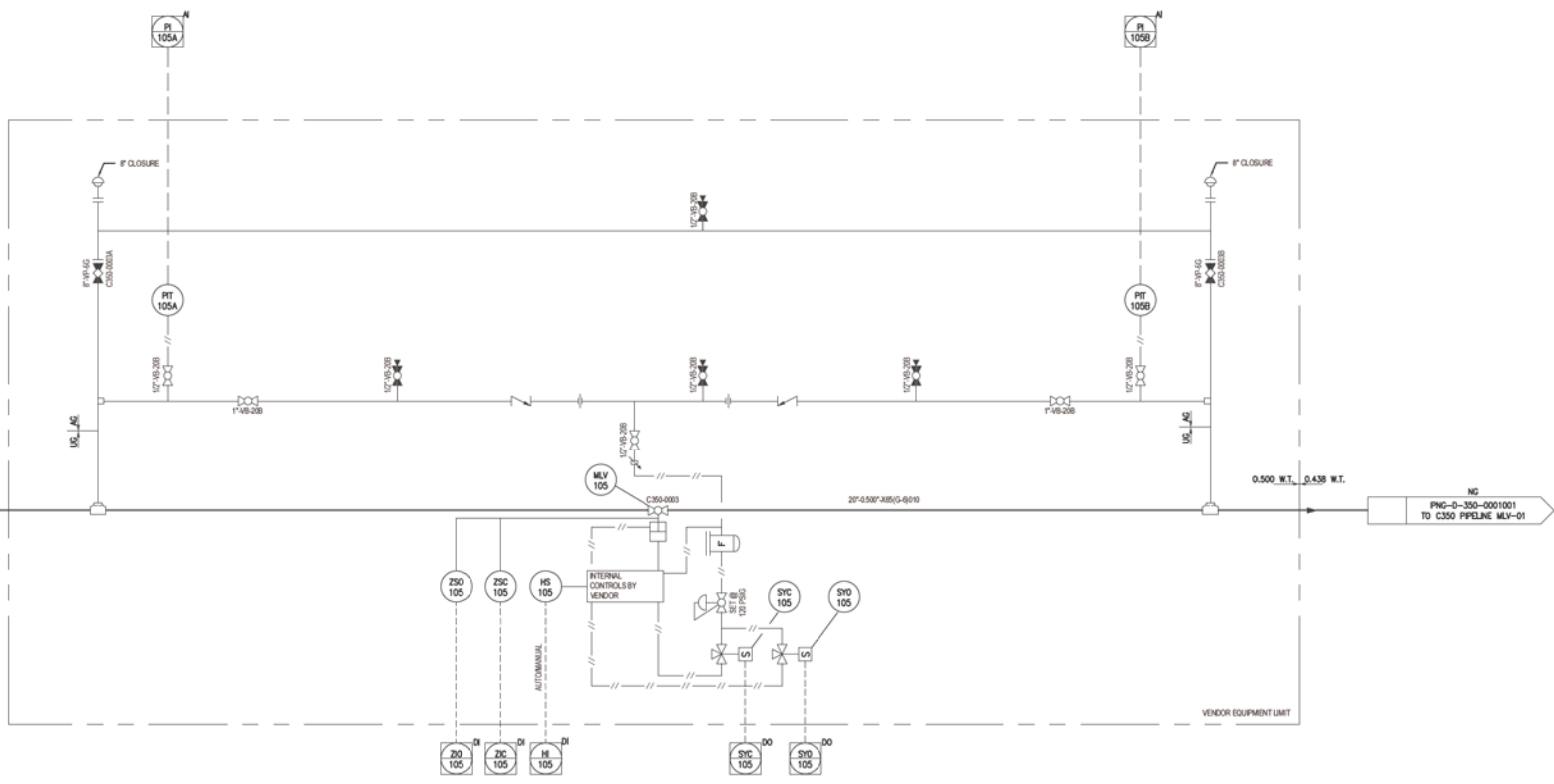 AI
PI
105A
AI
PI
105B
8" CLOSURE
8" CLOSURE
1/2"-VB-20B
8"-VP-6G
C350-0003A
8"-VP-6G
C350-0003B
PIT
105A
PIT
105B
1/2"-VB-20B
1/2"-VB-20B
1/2"-VB-20B
1/2"-VB-20B
1/2"-VB-20B
1"-VB-20B
1"-VB-20B
UG AG
UG AG
1/2"-VB-20B
MLV
105
C350-0003
20"-0.500"-X65(G-6)010
0.500 W.T. 0.438 W.T.
NG
IPNG-D-350-0001001
TO C350 PIPELINE MLV-01
F
ZSO
105
ZSC
105
HS
105
INTERNAL
CONTROLS BY
VENDOR
SET @
120 PSIG
SYC
105
SYO
105
S
S
AUTO/MANUAL
VENDOR EQUIPMENT LIMIT
DI
ZIO
105
DI
ZIC
105
DI
HI
105
DO
SYC
105
DO
SYO
105